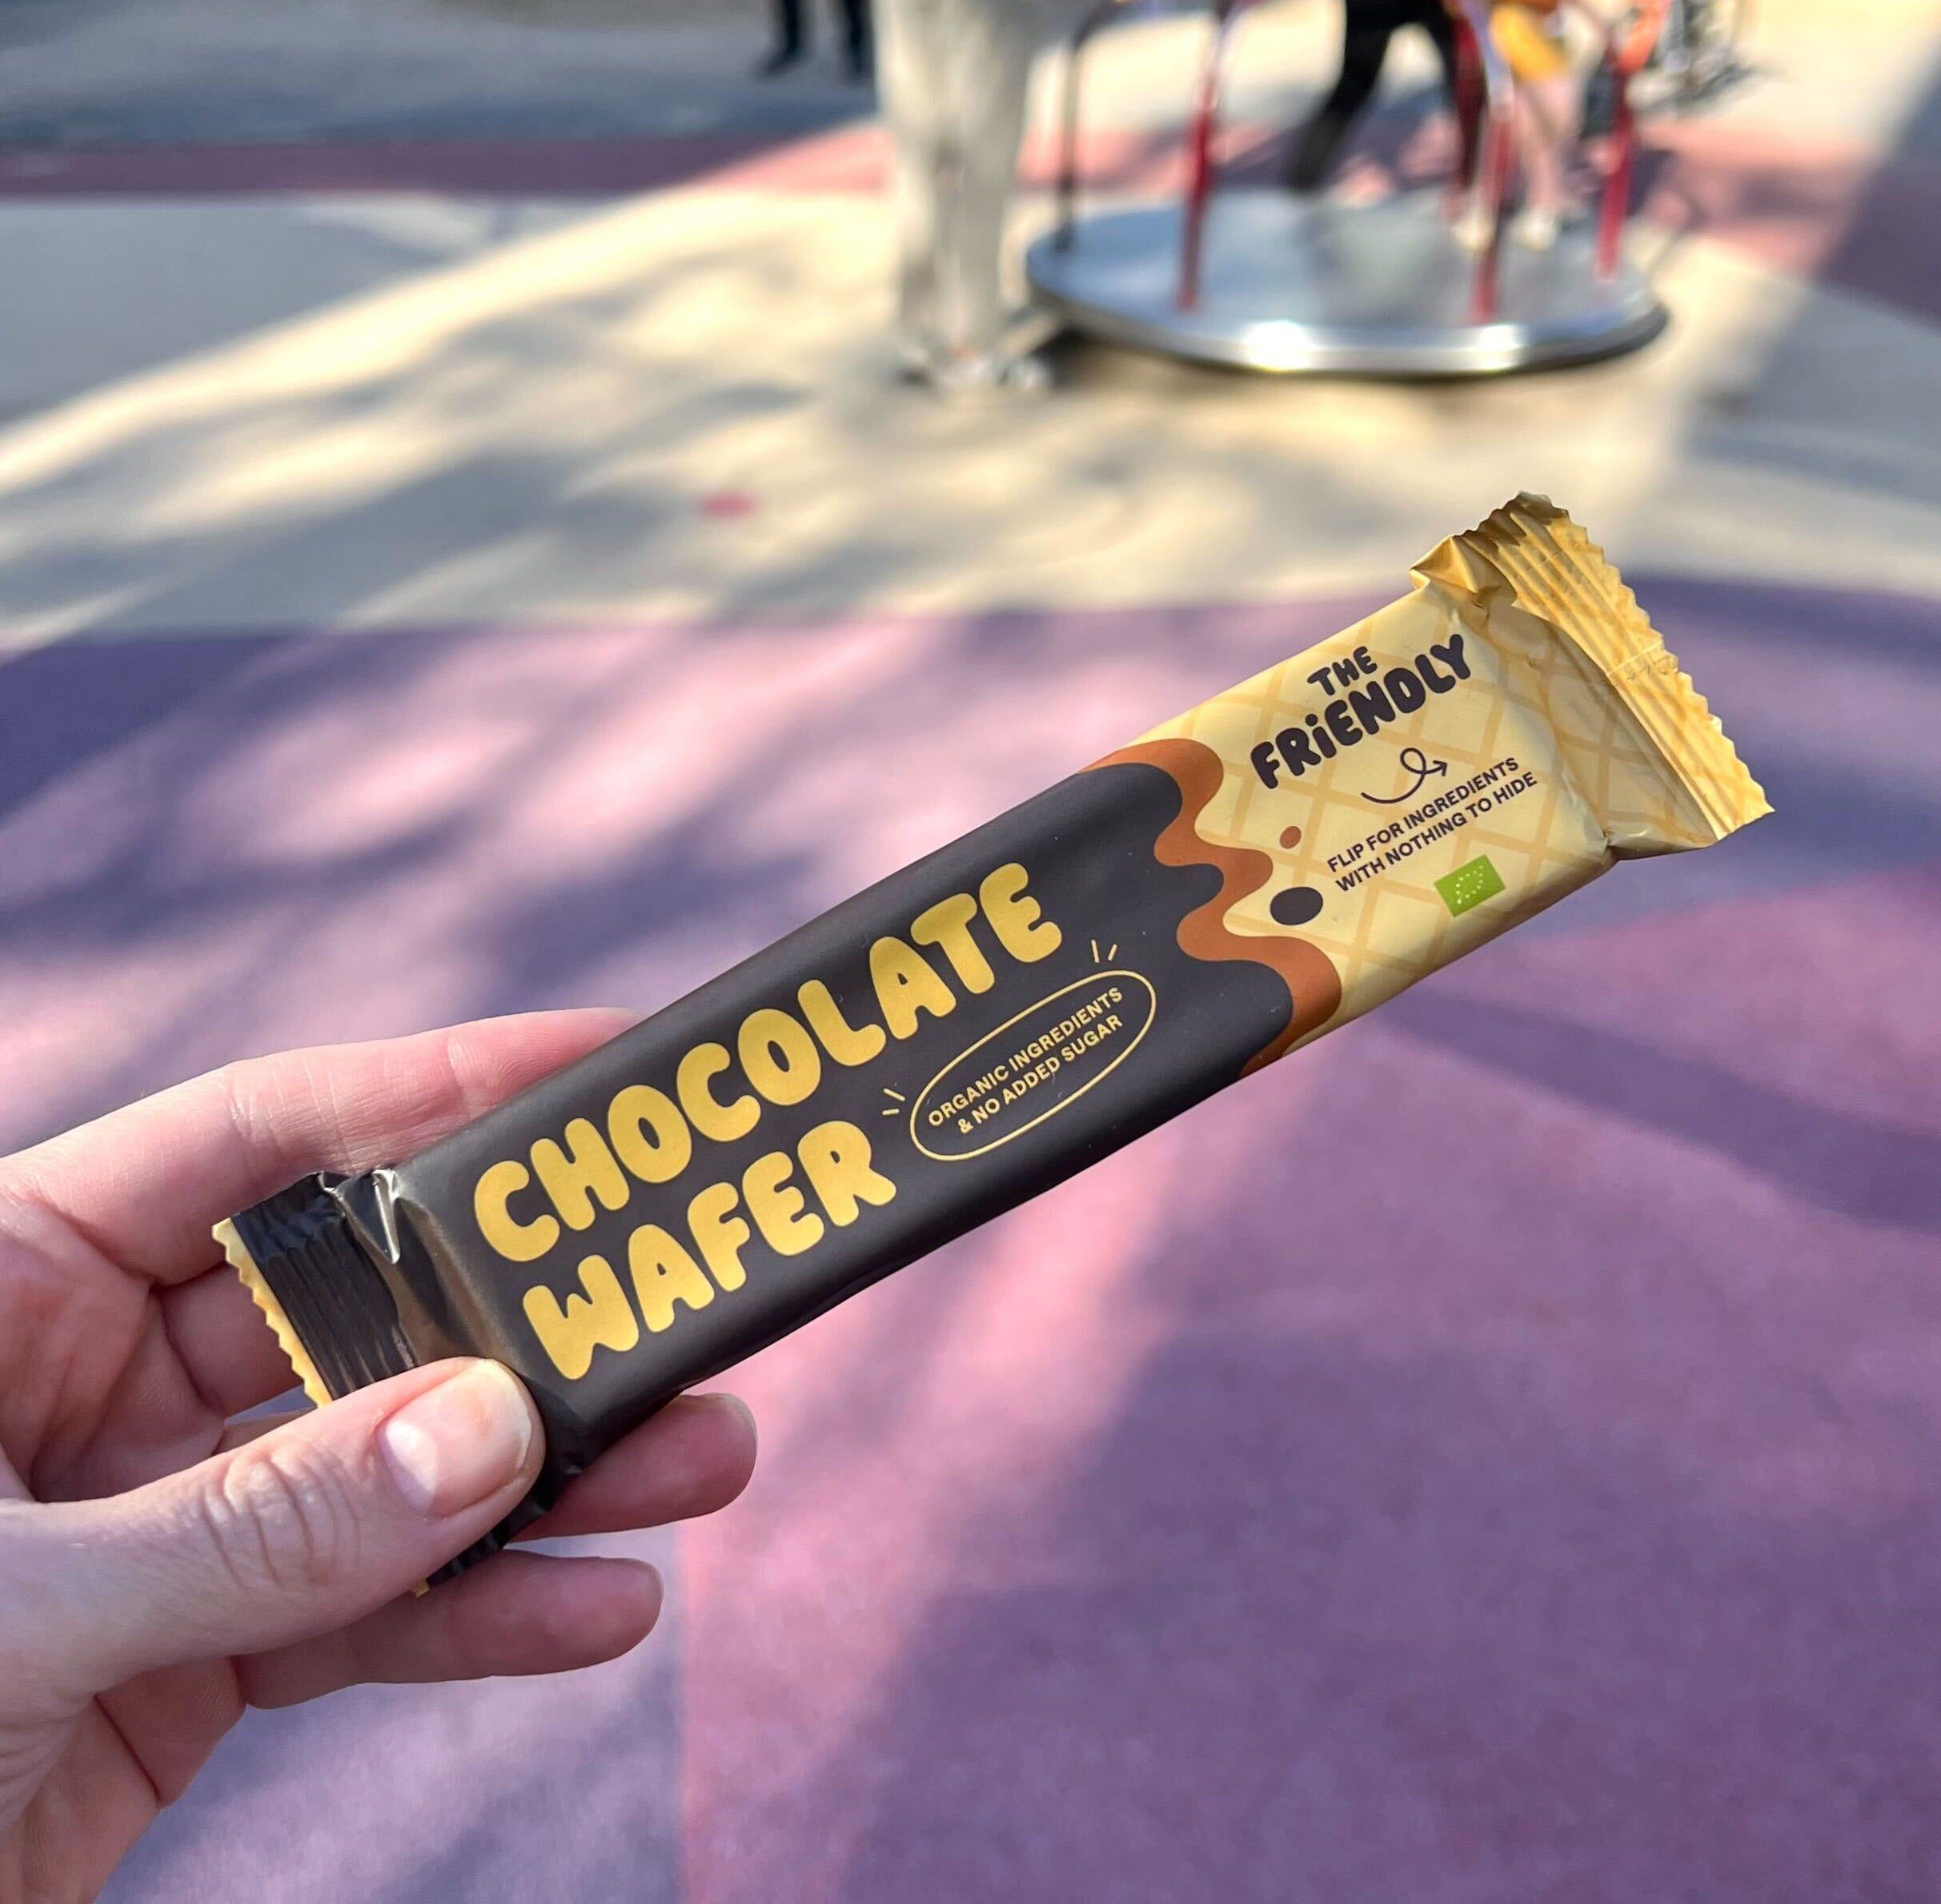 CHOCOLATE
WAFER
ORGANIC INGREDIENTS
& NO ADDED SUGAR
THE
FRiENDLY
FLIP FOR INGREDIENTS
WITH NOTHING TO HIDE